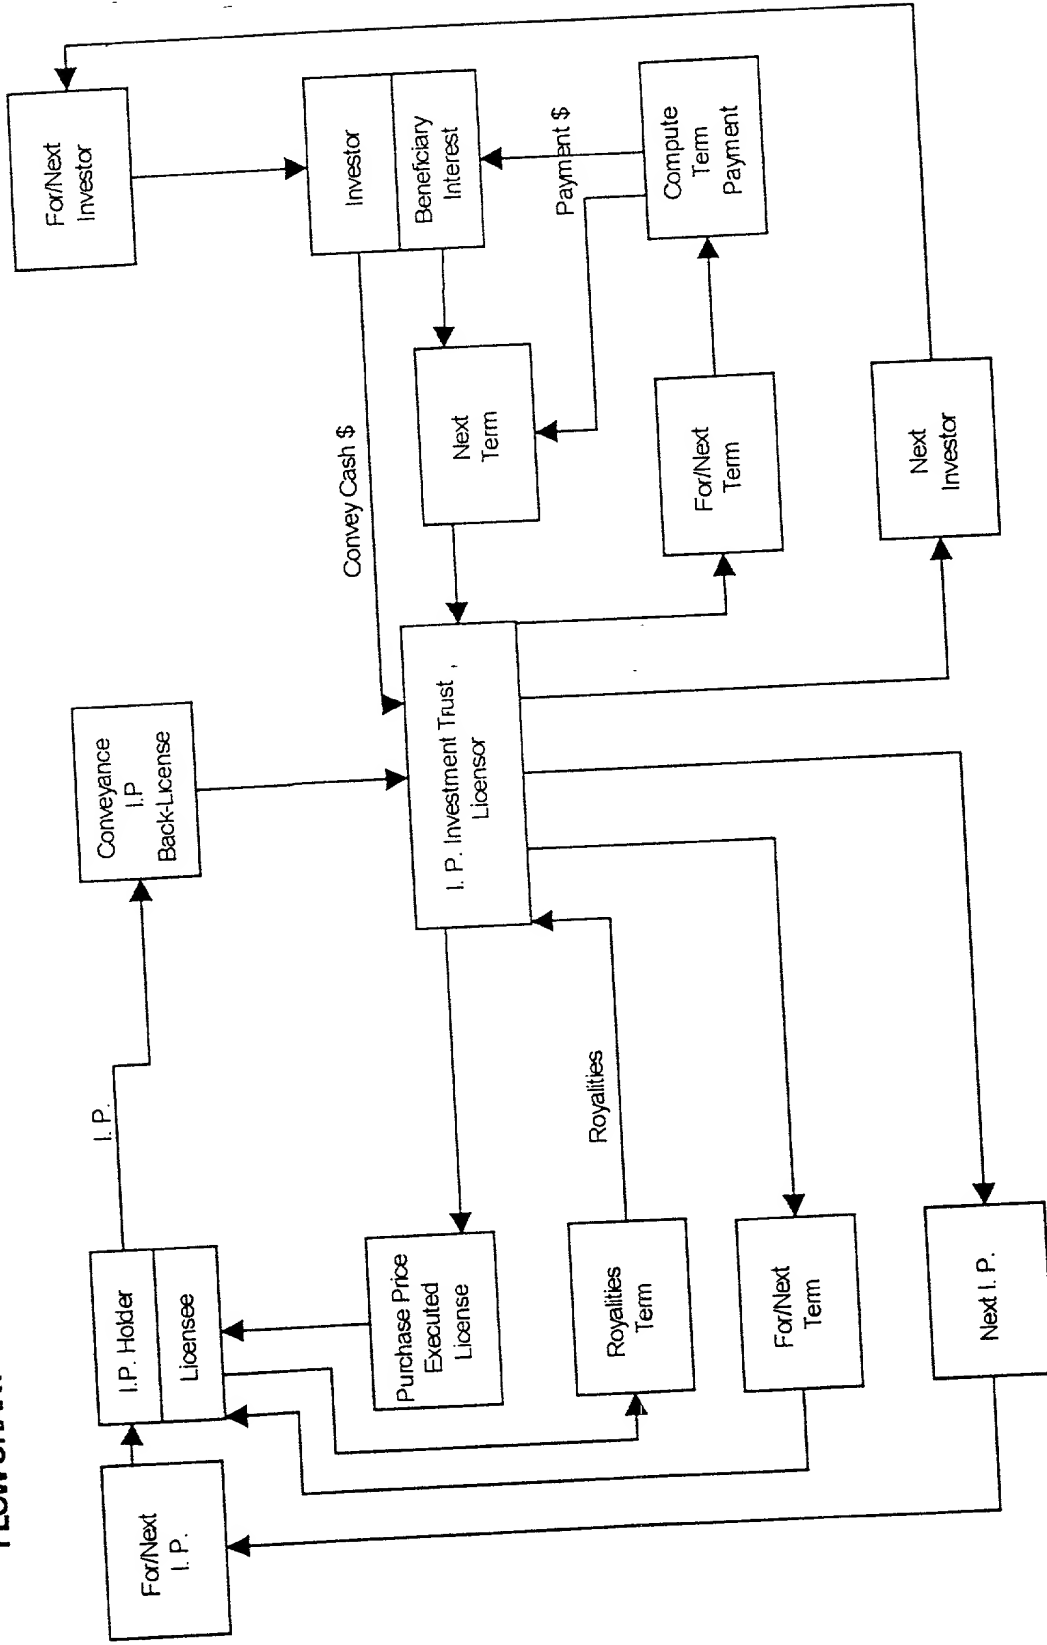 For/Next
I. P.
I.P. Holder
Licensee
I. P.
Conveyance
I.P
Back-License
For/Next
Investor
Purchase Price
Executed
License
I. P. Investment Trust ,
Licensor
Convey Cash $
Next
Term
Investor
Beneficiary
Interest
Royalities
Term
Royalities
Payment $
For/Next
Term
For/Next
Term
Compute
Term
Payment
Next I. P.
Next
Investor